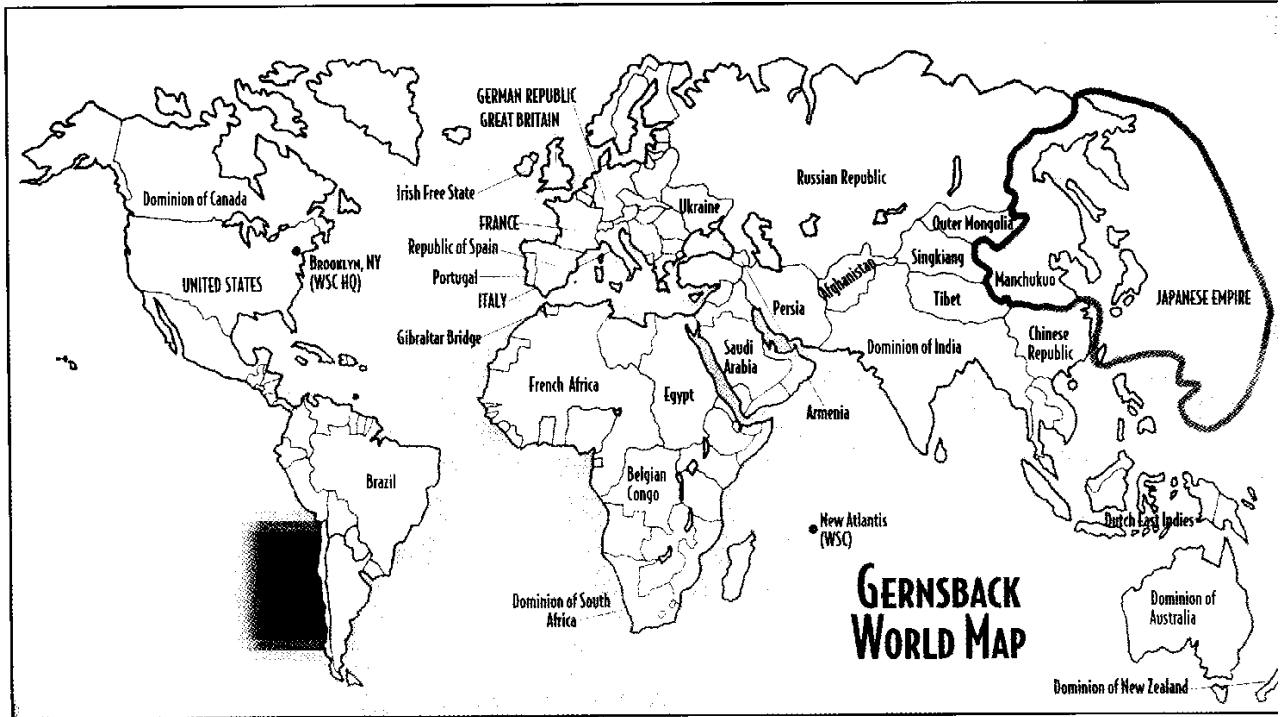 GERMAN REPUBLIC
GREAT BRITAIN
Irish Free State
Dominion of Canada
Russian Republic
Ukraine
FRANCE
Outer Mongolia
Republic of Spain
BROOKLYN, NY
(WSC HQ)
Singkiang
Afghanistan
UNITED STATES
Portugal
Manchukuo
ITALY
Tibet
JAPANESE EMPIRE
Persia
Gibraltar Bridge
Saudi
Arabia
Dominion of India
Chinese
Republic
French Africa
Egypt
Armenia
Brazil
Belgian
Congo
New Atlantis
(WSC)
Dutch East Indies
GERNSBACK
WORLD MAP
Dominion of South
Africa
Dominion of
Australia
Dominion of New Zealand